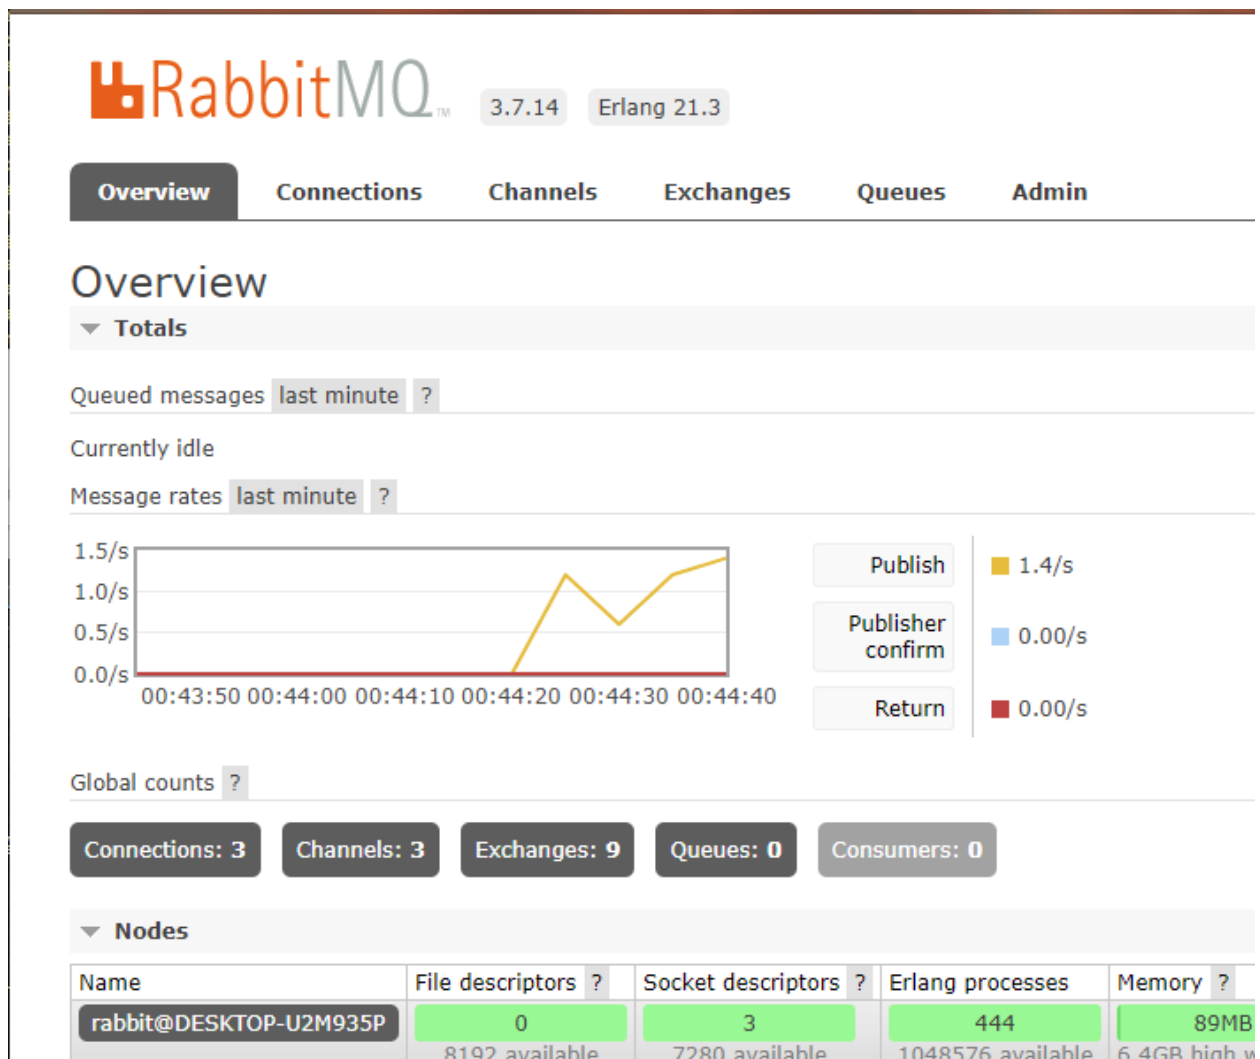 RabbitMQ™ 3.7.14 Erlang 21.3
Overview Connections Channels Exchanges Queues Admin
Overview
Totals
Queued messages last minute ?
Currently idle
Message rates last minute ?
1.5/s
1.0/s
0.5/s
0.0/s
00:43:50 00:44:00 00:44:10 00:44:20 00:44:30 00:44:40
Publish 1.4/s
Publisher
confirm 0.00/s
Return 0.00/s
Global counts ?
Connections: 3 Channels: 3 Exchanges: 9 Queues: 0 Consumers: 0
Nodes
Name File descriptors ? Socket descriptors ? Erlang processes Memory ?
rabbit@DESKTOP-U2M935P 0 3 444 89MB
8192 available 7280 available 1048576 available 6.4GB high